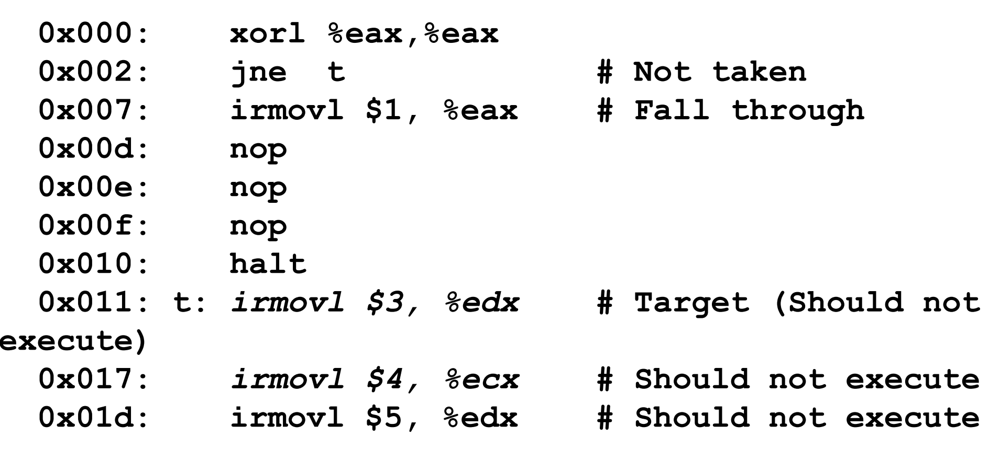 0x000:    xorl %eax,%eax
0x002:    jne  t             # Not taken
0x007:    irmovl $1, %eax    # Fall through
0x00d:    nop
0x00e:    nop
0x00f:    nop
0x010:    halt
0x011: t: irmovl $3, %edx    # Target (Should not
execute)
0x017:    irmovl $4, %ecx    # Should not execute
0x01d:    irmovl $5, %edx    # Should not execute